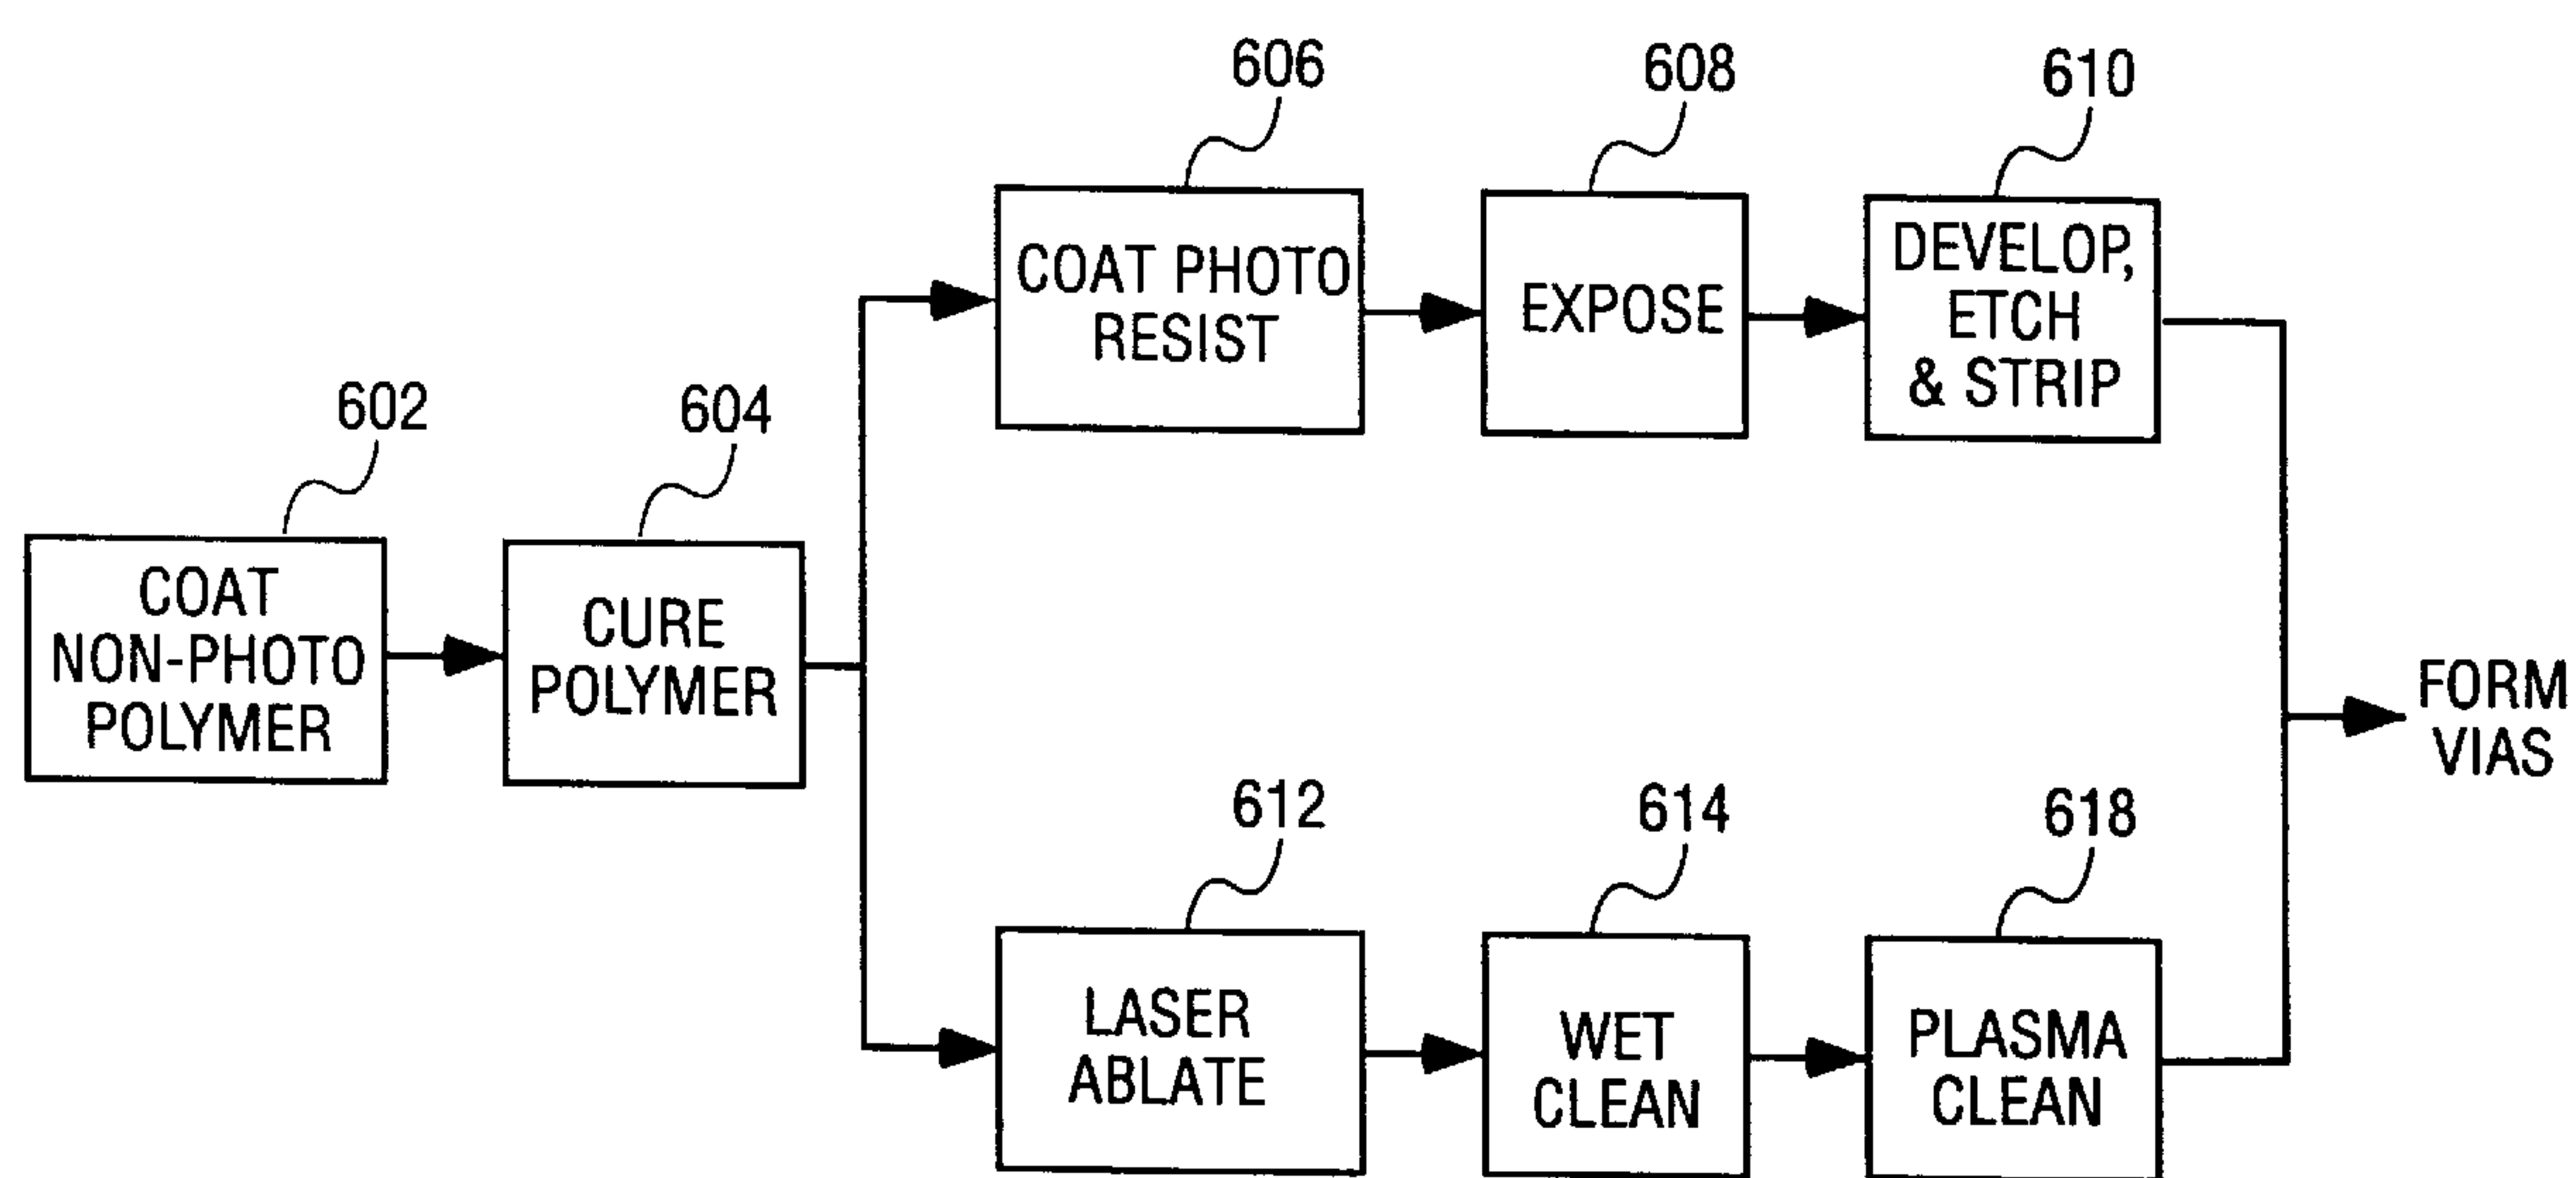 606
608
610
COAT PHOTO
RESIST
EXPOSE
DEVELOP,
ETCH
& STRIP
602
604
COAT
NON-PHOTO
POLYMER
CURE
POLYMER
FORM
VIAS
612
614
618
LASER
ABLATE
WET
CLEAN
PLASMA
CLEAN